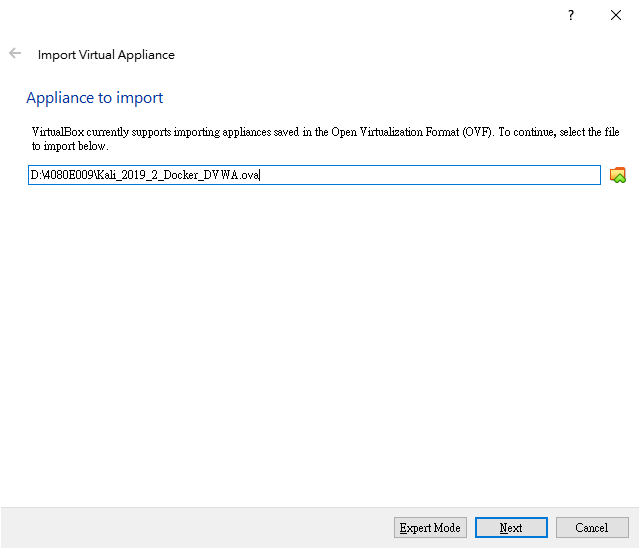 ?
Import Virtual Appliance
Appliance to import
VirtualBox currently supports importing appliances saved in the Open Virtualization Format (OVF). To continue, select the file
to import below.
D:\4080E009\Kali_2019_2_Docker_DVWA.ova
Expert Mode Next Cancel